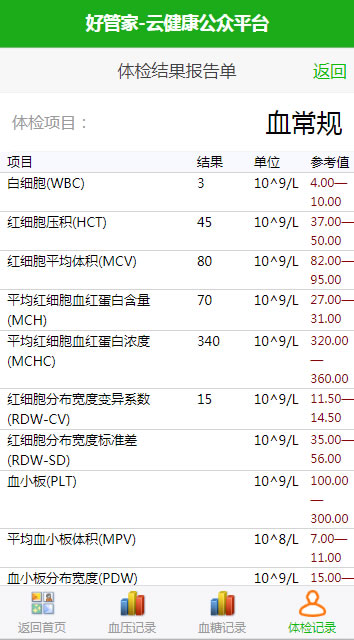 好管家-云健康公众平台
体检结果报告单 返回
体检项目： 血常规
项目 结果 单位 参考值
白细胞(WBC) 3 10^9/L 4.00—
10.00
红细胞压积(HCT) 45 10^9/L 37.00—
50.00
红细胞平均体积(MCV) 80 10^9/L 82.00—
95.00
平均红细胞血红蛋白含量 70 10^9/L 27.00—
(MCH) 31.00
平均红细胞血红蛋白浓度 340 10^9/L 320.00
(MCHC) —
360.00
红细胞分布宽度变异系数 15 10^9/L 11.50—
(RDW-CV) 14.50
红细胞分布宽度标准差 10^9/L 35.00—
(RDW-SD) 56.00
血小板(PLT) 10^9/L 100.00
—
300.00
平均血小板体积(MPV) 10^8/L 7.00—
11.00
血小板分布宽度(PDW) 10^9/L 15.00—
返回首页 血压记录 血糖记录 体检记录